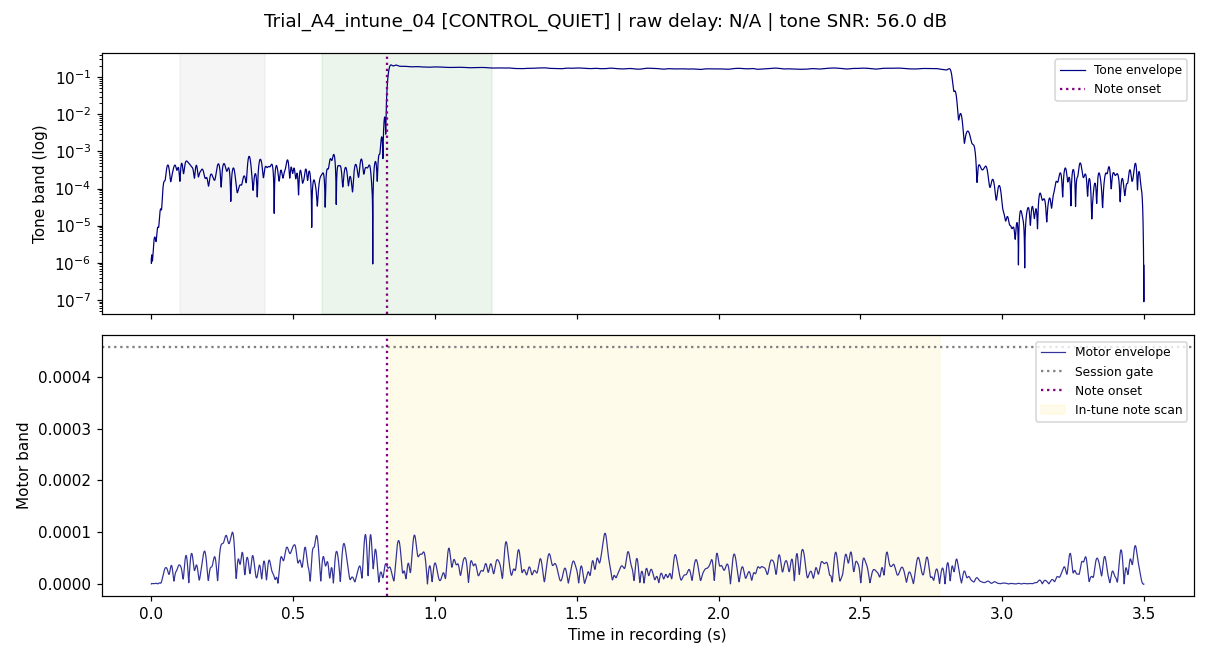 Trial_A4_intune_04 [CONTROL_QUIET] | raw delay: N/A | tone SNR: 56.0 dB
Tone band (log)
10⁻¹
10⁻²
10⁻³
10⁻⁴
10⁻⁵
10⁻⁶
10⁻⁷
Tone envelope
Note onset
Motor band
0.0004
0.0003
0.0002
0.0001
0.0000
Motor envelope
Session gate
Note onset
In-tune note scan
0.0 0.5 1.0 1.5 2.0 2.5 3.0 3.5
Time in recording (s)